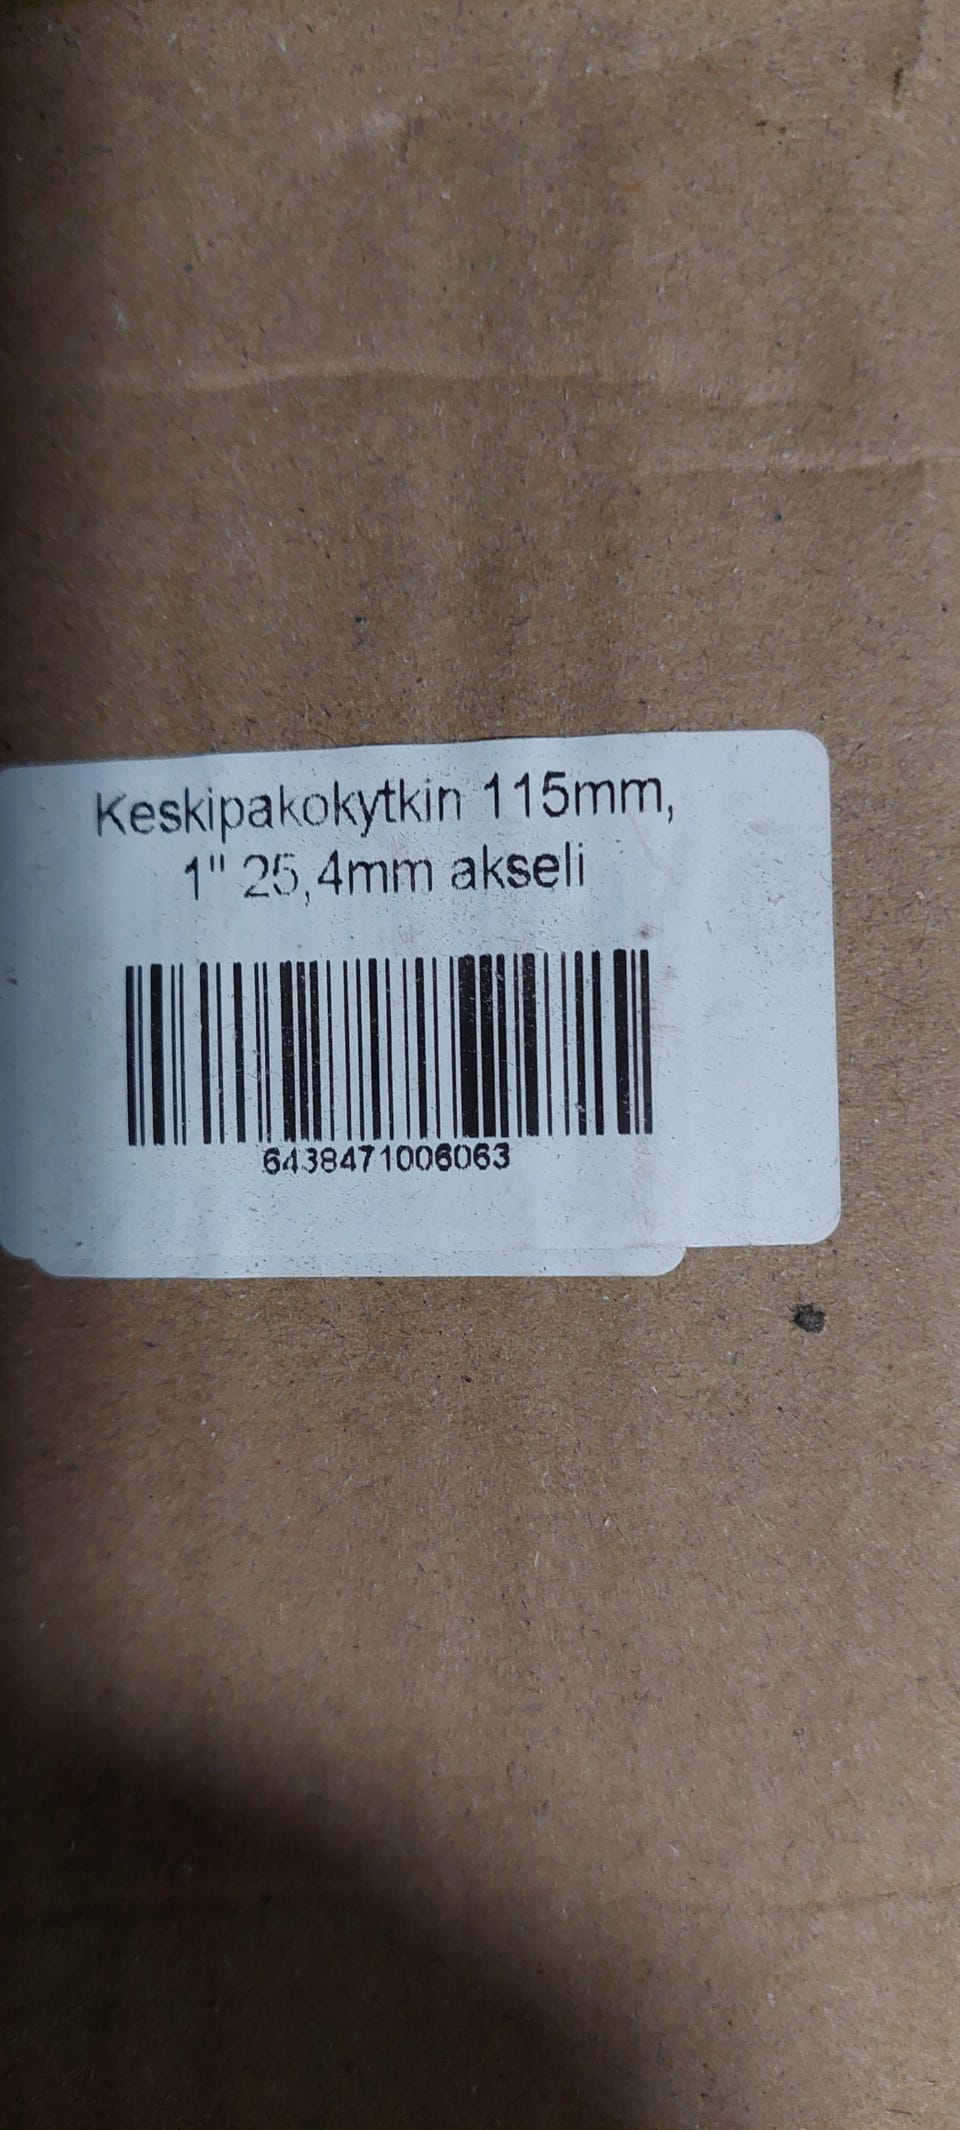 Keskipakokytkin 115mm,
1" 25,4mm akseli
6438471006063